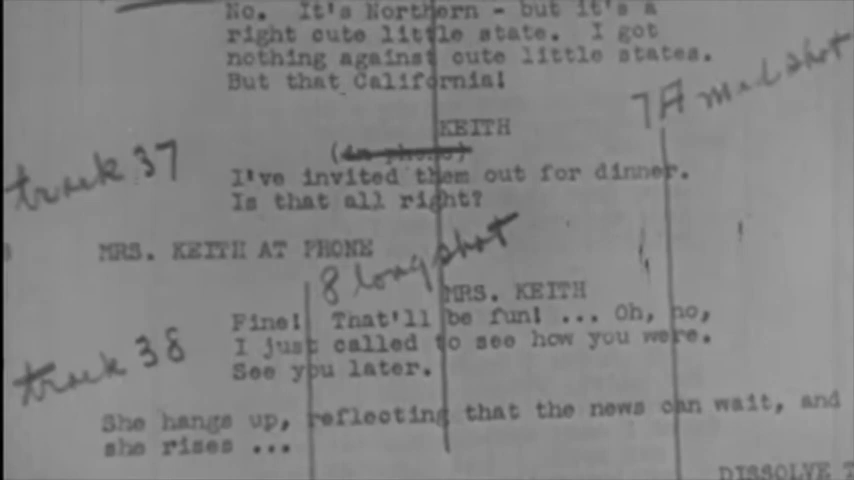 No. It's Northern - but it's a
right cute little state. I got
nothing against cute little states.
But that California!
7A med shot
KEITH
track 37
(in phone)
I've invited them out for dinner.
Is that all right?
MRS. KEITH AT PHONE
8 long shot
MRS. KEITH
Fine! That'll be fun! ... Oh, no,
I just called to see how you were.
track 38
See you later.
She hangs up, reflecting that the news can wait, and
she rises ...
DISSOLVE T